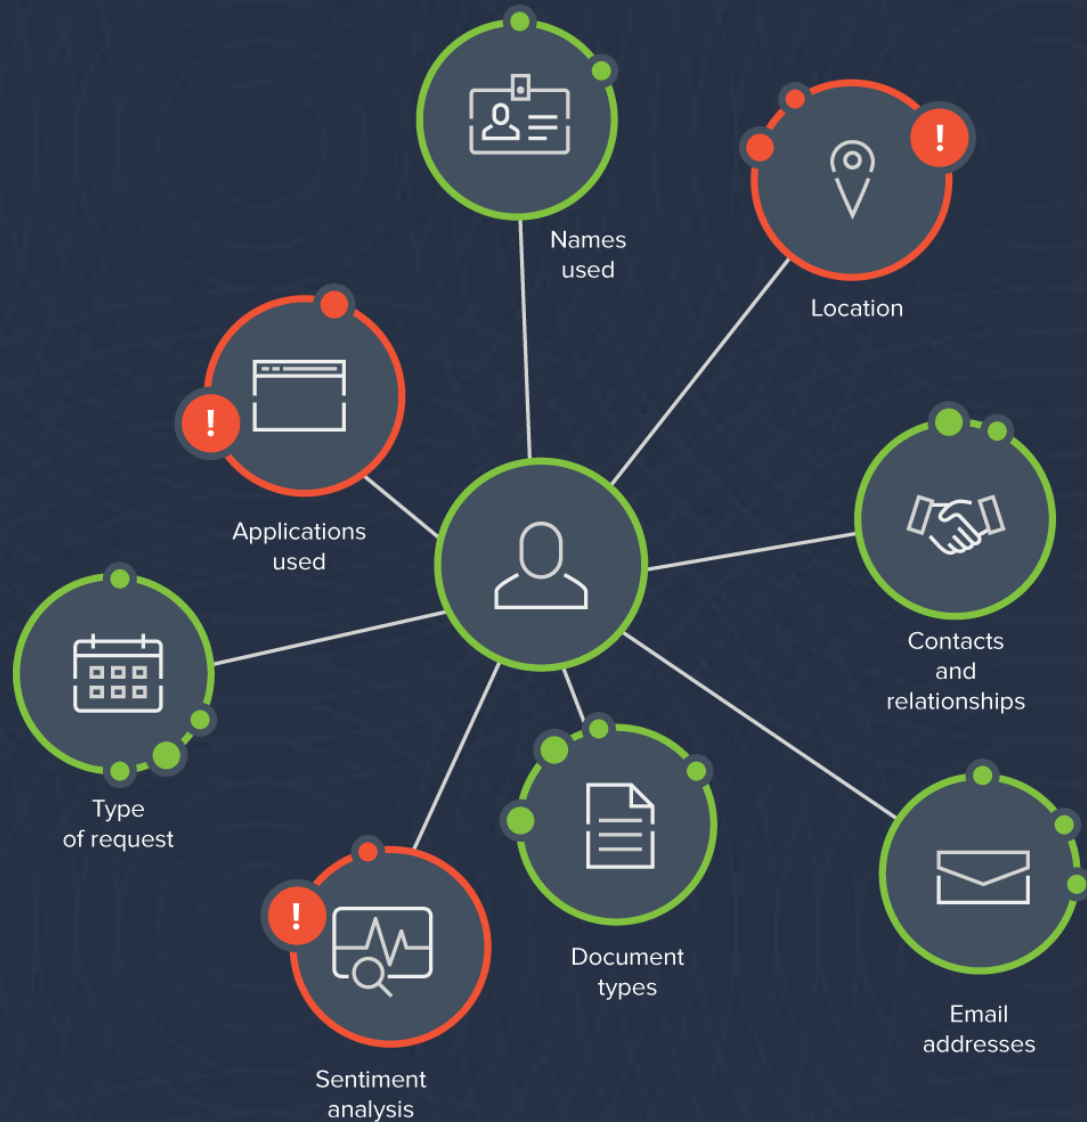 Names
used
Location
Applications
used
Contacts
and
relationships
Type
of request
Document
types
Email
addresses
Sentiment
analysis
!
!
!